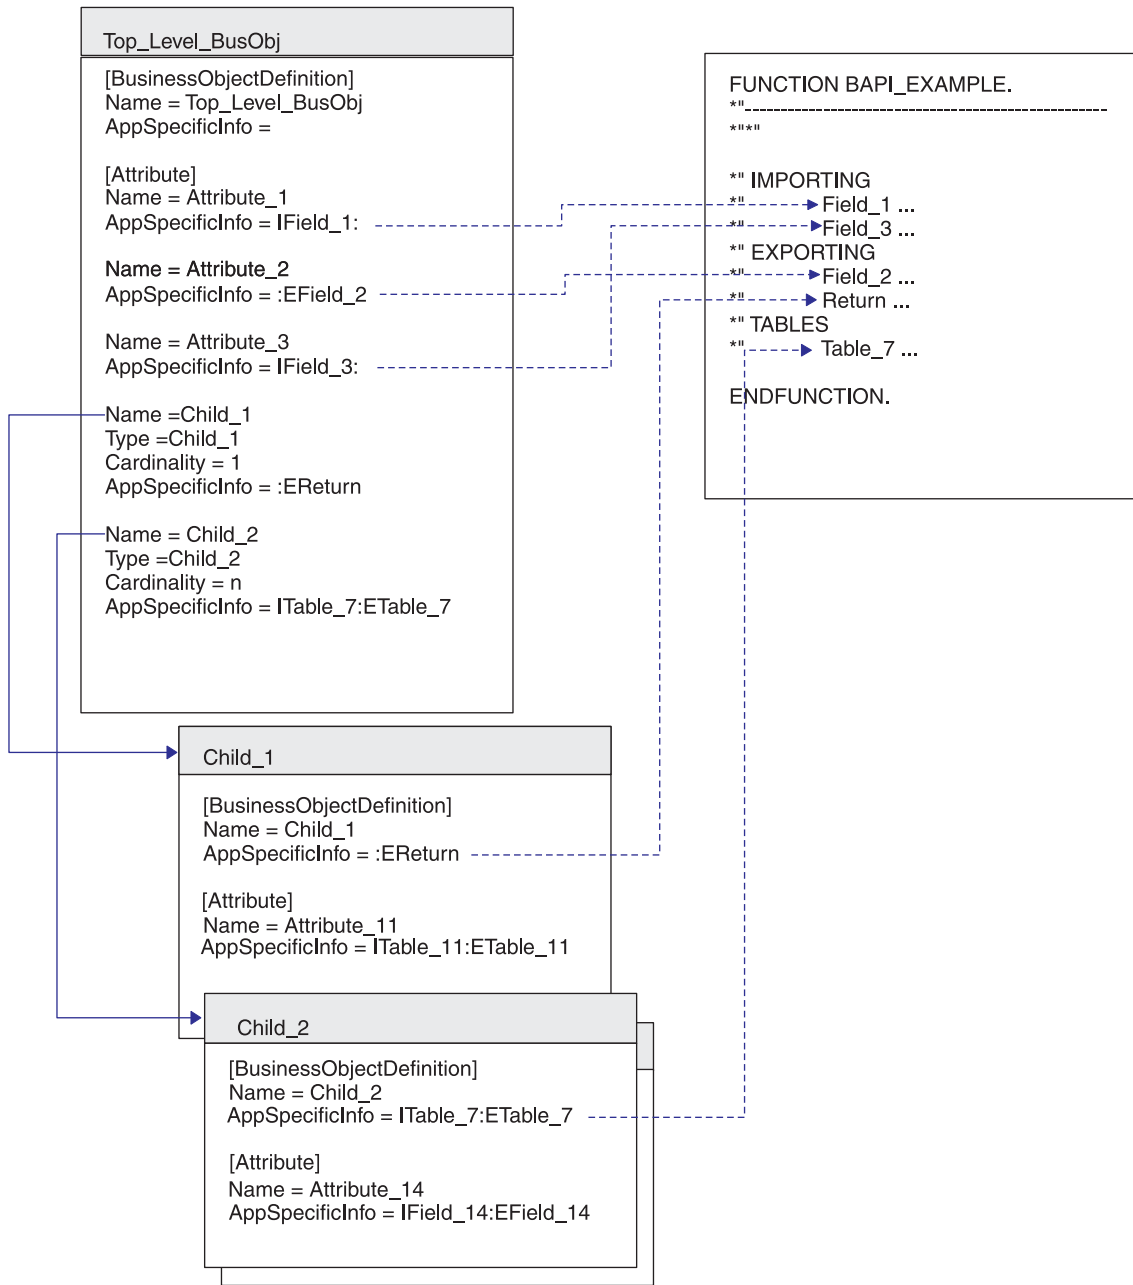 Top_Level_BusObj
[BusinessObjectDefinition]
Name = Top_Level_BusObj
AppSpecificInfo =
[Attribute]
Name = Attribute_1
AppSpecificInfo = IField_1:
Name = Attribute_2
AppSpecificInfo = :EField_2
Name = Attribute_3
AppSpecificInfo = IField_3:
Name =Child_1
Type =Child_1
Cardinality = 1
AppSpecificInfo = :EReturn
Name = Child_2
Type =Child_2
Cardinality = n
AppSpecificInfo = ITable_7:ETable_7
FUNCTION BAPI_EXAMPLE.
*"----------------------------------------------------
*"*"
*" IMPORTING
*" Field_1 ...
*" Field_3 ...
*" EXPORTING
*" Field_2 ...
*" Return ...
*" TABLES
*" Table_7 ...
ENDFUNCTION.
Child_1
[BusinessObjectDefinition]
Name = Child_1
AppSpecificInfo = :EReturn
[Attribute]
Name = Attribute_11
AppSpecificInfo = ITable_11:ETable_11
Child_2
[BusinessObjectDefinition]
Name = Child_2
AppSpecificInfo = ITable_7:ETable_7
[Attribute]
Name = Attribute_14
AppSpecificInfo = IField_14:EField_14